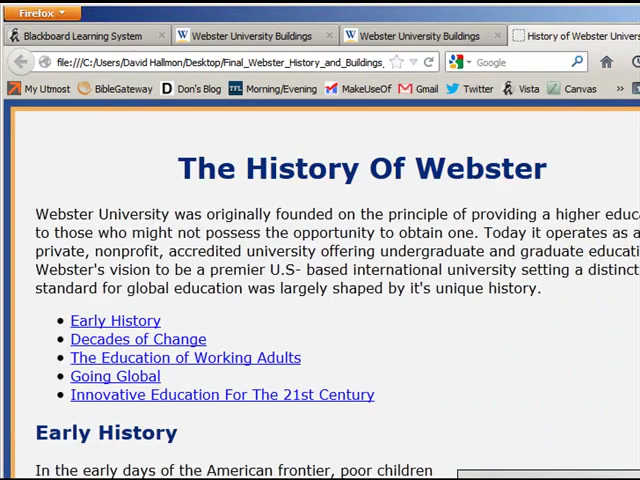 Firefox
Blackboard Learning System
Webster University Buildings
Webster University Buildings
History of Webster Univers
file:///C:/Users/David Hallmon/Desktop/Final_Webster_History_and_Buildings_
Google
My Utmost BibleGateway Don's Blog Morning/Evening MakeUseOf Gmail Twitter Vista Canvas
The History Of Webster
Webster University was originally founded on the principle of providing a higher educa
to those who might not possess the opportunity to obtain one. Today it operates as a
private, nonprofit, accredited university offering undergraduate and graduate educati
Webster's vision to be a premier U.S- based international university setting a distinct
standard for global education was largely shaped by it's unique history.
Early History
Decades of Change
The Education of Working Adults
Going Global
Innovative Education For The 21st Century
Early History
In the early days of the American frontier, poor children